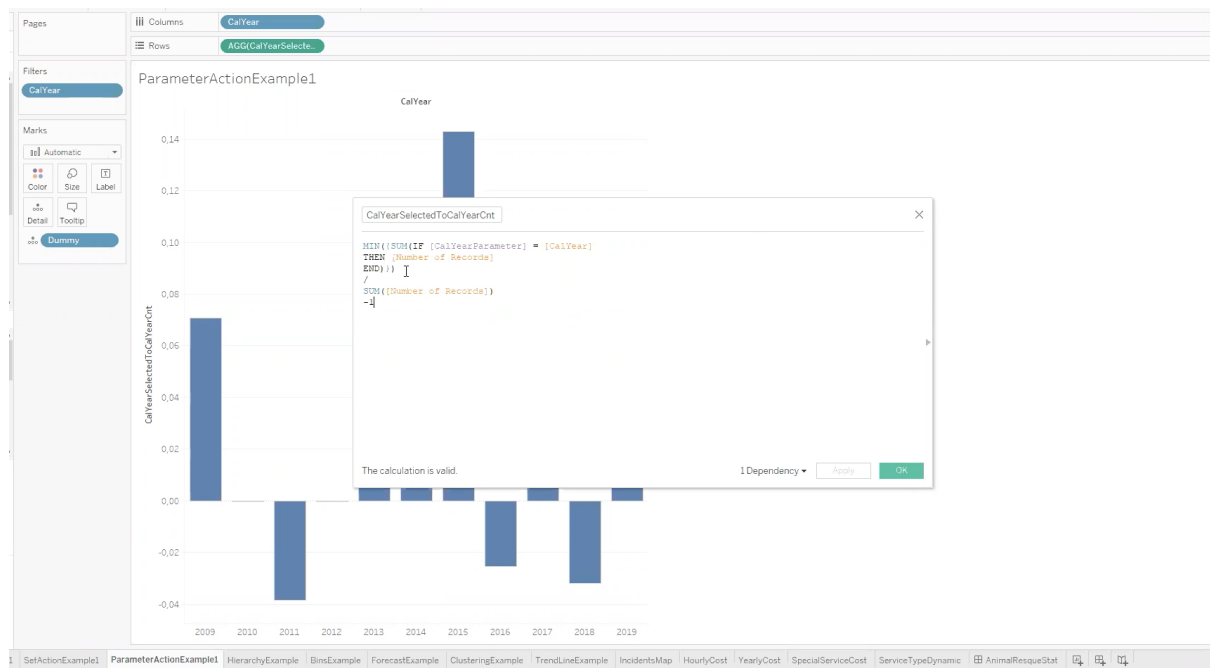 Pages
Columns
CalYear
Rows
AGG(CalYearSelecte..
Filters
CalYear
Marks
Automatic
Color
Size
Label
Detail
Tooltip
Dummy
ParameterActionExample1
CalYear
0,14
0,12
0,10
0,08
0,06
0,04
0,02
0,00
-0,02
-0,04
CalYearSelectedToCalYearCnt
2009 2010 2011 2012 2013 2014 2015 2016 2017 2018 2019
CalYearSelectedToCalYearCnt
MIN({SUM(IF [CalYearParameter] = [CalYear]
THEN [Number of Records]
END)})
/
SUM([Number of Records])
-1
The calculation is valid.
1 Dependency
Apply
OK
1 SetActionExample1 ParameterActionExample1 HierarchyExample BinsExample ForecastExample ClusteringExample TrendLineExample IncidentsMap HourlyCost YearlyCost SpecialServiceCost ServiceTypeDynamic AnimalResqueStat